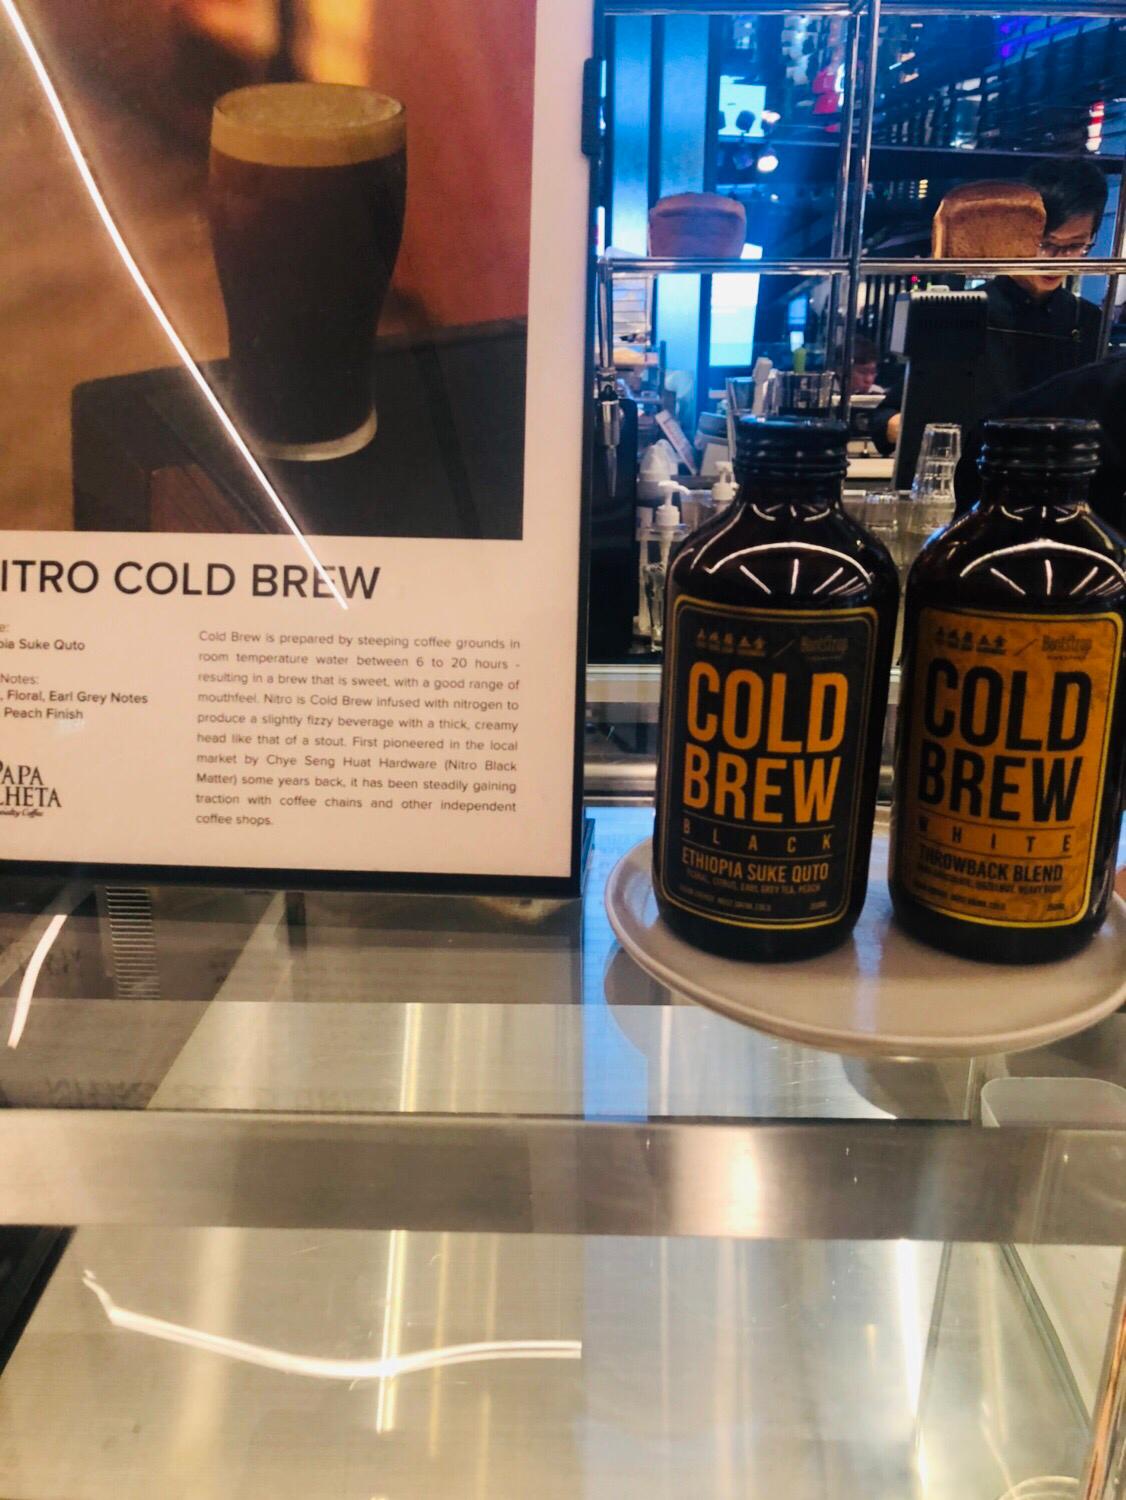 ITRO COLD BREW
e:
pia Suke Quto
Notes:
, Floral, Earl Grey Notes
Peach Finish
PAPA
LHETA
Specialty Coffee
Cold Brew is prepared by steeping coffee grounds in
room temperature water between 6 to 20 hours -
resulting in a brew that is sweet, with a good range of
mouthfeel. Nitro is Cold Brew infused with nitrogen to
produce a slightly fizzy beverage with a thick, creamy
head like that of a stout. First pioneered in the local
market by Chye Seng Huat Hardware (Nitro Black
Matter) some years back, it has been steadily gaining
traction with coffee chains and other independent
coffee shops.
Bootstrap
COLD
BREW
BLACK
ETHIOPIA SUKE QUTO
FLORAL, CITRUS, EARL GREY TEA, PEACH
Bootstrap
COLD
BREW
WHITE
THROWBACK BLEND